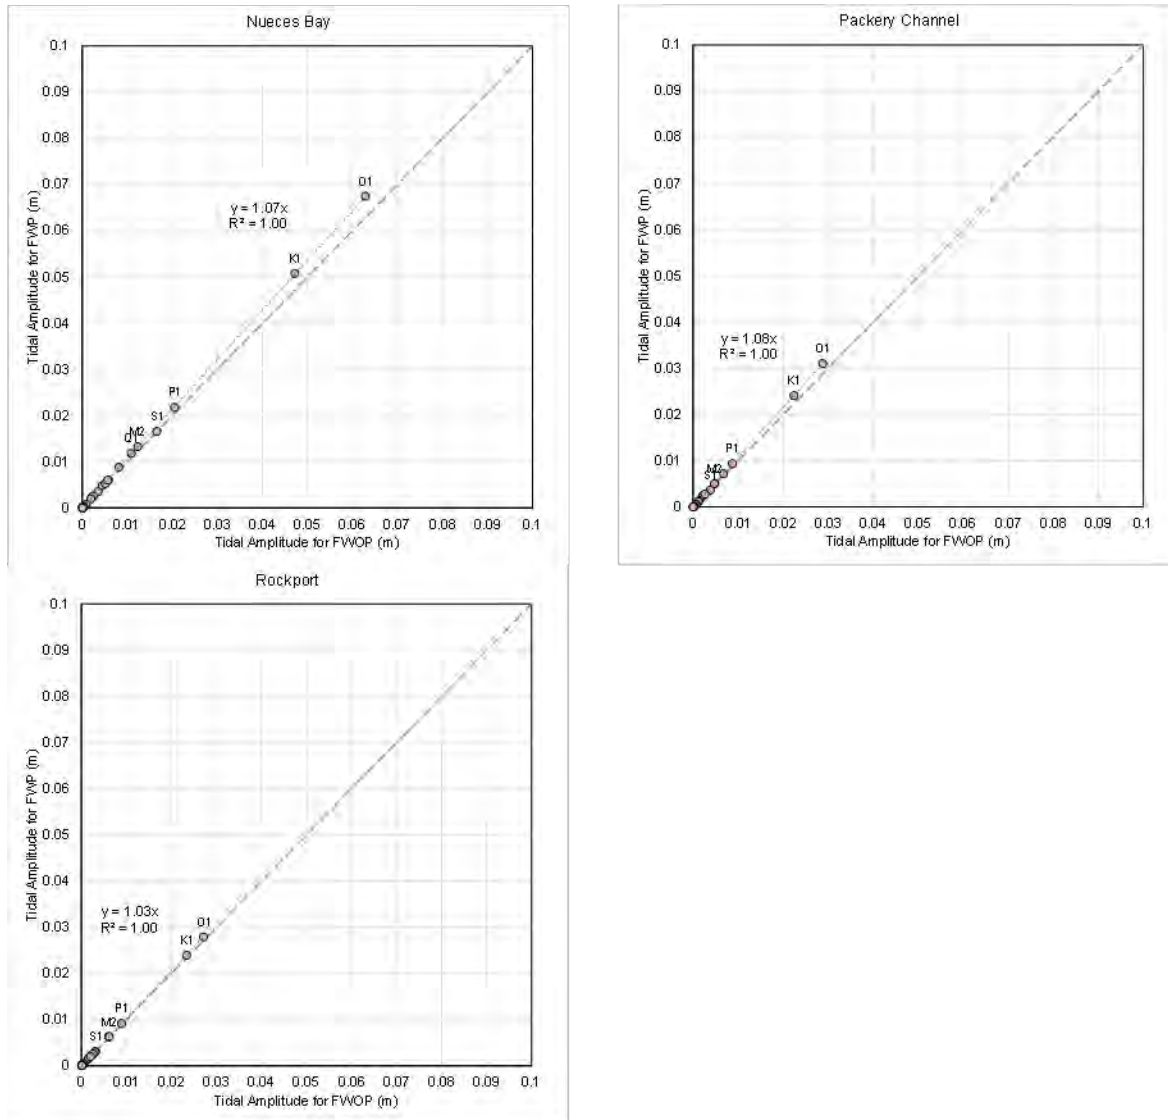 Nueces Bay
0.1
0.09
0.08
0.07
0.06
0.05
0.04
0.03
0.02
0.01
0
Tidal Amplitude for FWP (m)
y = 1.07x
R² = 1.00
O1
K1
P1
S1
M2
Q1
0 0.01 0.02 0.03 0.04 0.05 0.06 0.07 0.08 0.09 0.1
Tidal Amplitude for FWOP (m)
Packery Channel
0.1
0.09
0.08
0.07
0.06
0.05
0.04
0.03
0.02
0.01
0
Tidal Amplitude for FWP (m)
y = 1.08x
R² = 1.00
O1
K1
P1
M2
S1
0 0.01 0.02 0.03 0.04 0.05 0.06 0.07 0.08 0.09 0.1
Tidal Amplitude for FWOP (m)
Rockport
0.1
0.09
0.08
0.07
0.06
0.05
0.04
0.03
0.02
0.01
0
Tidal Amplitude for FWP (m)
y = 1.03x
R² = 1.00
O1
K1
P1
M2
S1
0 0.01 0.02 0.03 0.04 0.05 0.06 0.07 0.08 0.09 0.1
Tidal Amplitude for FWOP (m)